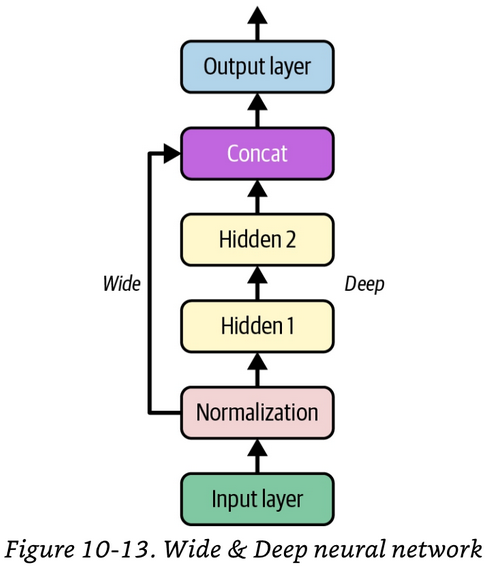 Output layer
Concat
Hidden 2
Wide
Deep
Hidden 1
Normalization
Input layer
Figure 10-13. Wide & Deep neural network